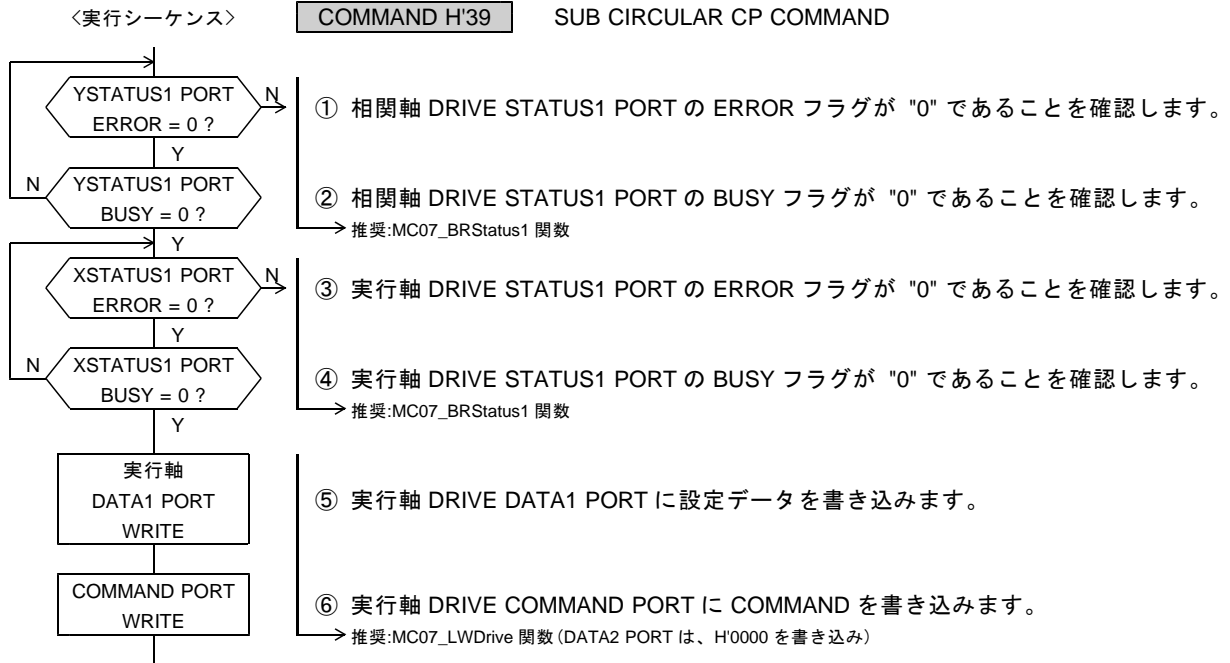 〈実行シーケンス〉 COMMAND H'39 SUB CIRCULAR CP COMMAND
YSTATUS1 PORT
ERROR = 0 ?
N
① 相関軸 DRIVE STATUS1 PORT の ERROR フラグが "0" であることを確認します。
Y
N
YSTATUS1 PORT
BUSY = 0 ?
② 相関軸 DRIVE STATUS1 PORT の BUSY フラグが "0" であることを確認します。
推奨:MC07_BRStatus1 関数
Y
XSTATUS1 PORT
ERROR = 0 ?
N
③ 実行軸 DRIVE STATUS1 PORT の ERROR フラグが "0" であることを確認します。
Y
N
XSTATUS1 PORT
BUSY = 0 ?
④ 実行軸 DRIVE STATUS1 PORT の BUSY フラグが "0" であることを確認します。
推奨:MC07_BRStatus1 関数
Y
実行軸
DATA1 PORT
WRITE
⑤ 実行軸 DRIVE DATA1 PORT に設定データを書き込みます。
COMMAND PORT
WRITE
⑥ 実行軸 DRIVE COMMAND PORT に COMMAND を書き込みます。
推奨:MC07_LWDrive 関数(DATA2 PORT は、H'0000 を書き込み)